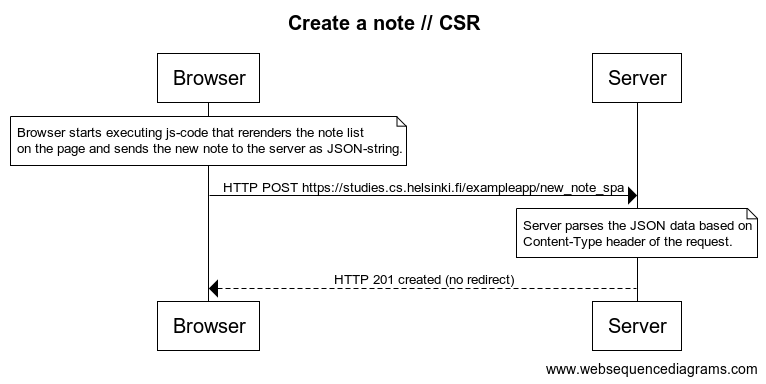 Create a note // CSR
Browser
Server
Browser starts executing js-code that rerenders the note list
on the page and sends the new note to the server as JSON-string.
HTTP POST https://studies.cs.helsinki.fi/exampleapp/new_note_spa
Server parses the JSON data based on
Content-Type header of the request.
HTTP 201 created (no redirect)
Browser
Server
www.websequencediagrams.com